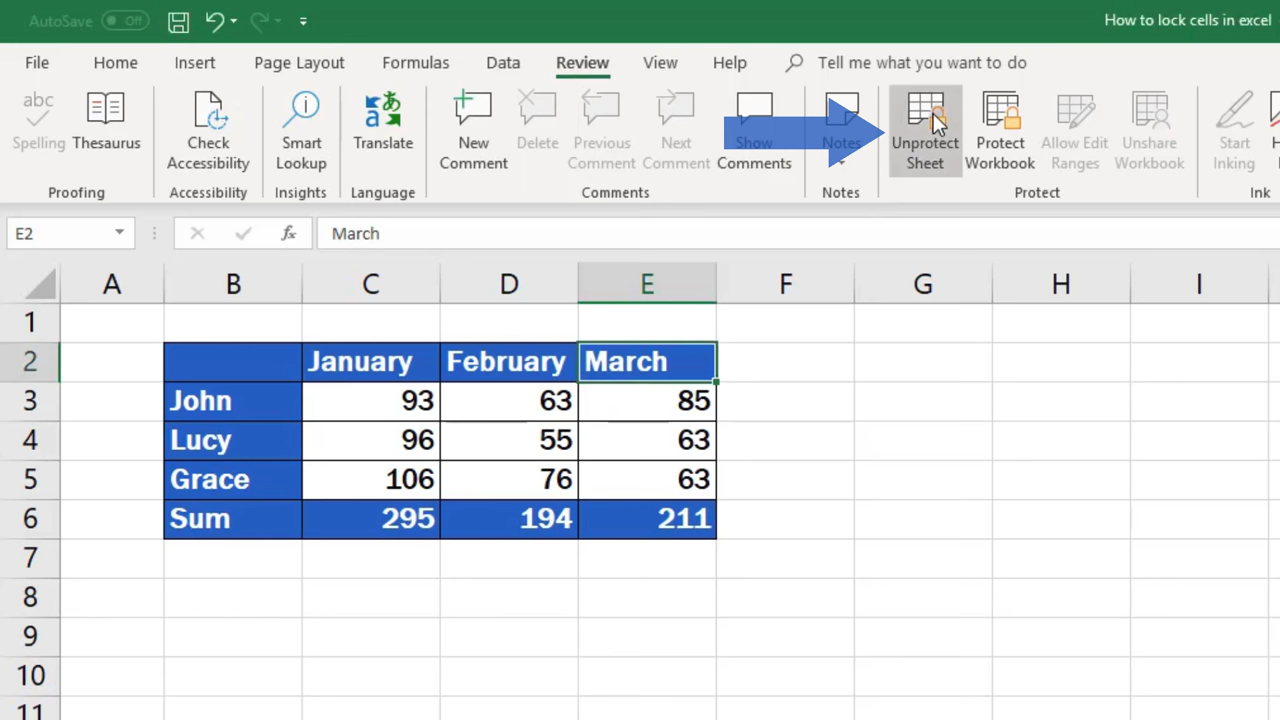 AutoSave Off How to lock cells in excel
File Home Insert Page Layout Formulas Data Review View Help Tell me what you want to do
abc
Spelling Thesaurus Check Accessibility Smart Lookup Translate New Comment Delete Previous Comment Next Comment Show Comments Notes Unprotect Sheet Protect Workbook Allow Edit Ranges Unshare Workbook Start Inking
Proofing Accessibility Insights Language Comments Notes Protect Ink
E2 fx March
A B C D E F G H I
1
2 January February March
3 John 93 63 85
4 Lucy 96 55 63
5 Grace 106 76 63
6 Sum 295 194 211
7
8
9
10
11